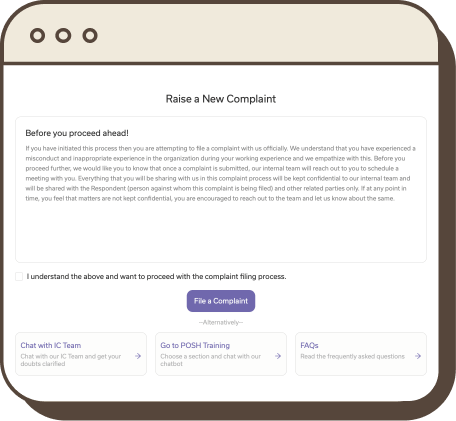 Raise a New Complaint
Before you proceed ahead!
If you have initiated this process then you are attempting to file a complaint with us officially. We understand that you have experienced a
misconduct and inappropriate experience in the organization during your working experience and we empathize with this. Before you
proceed further, we would like you to know that once a complaint is submitted, our internal team will reach out to you to schedule a
meeting with you. Everything that you will be sharing with us in this complaint process will be kept confidential to our internal team and
will be shared with the Respondent (person against whom this complaint is being filed) and other related parties only. If at any point in
time, you feel that matters are not kept confidential, you are encouraged to reach out to the team and let us know about the same.
I understand the above and want to proceed with the complaint filing process.
File a Complaint
--Alternatively--
Chat with IC Team
Chat with our IC Team and get your
doubts clarified
Go to POSH Training
Choose a section and chat with our
chatbot
FAQs
Read the frequently asked questions